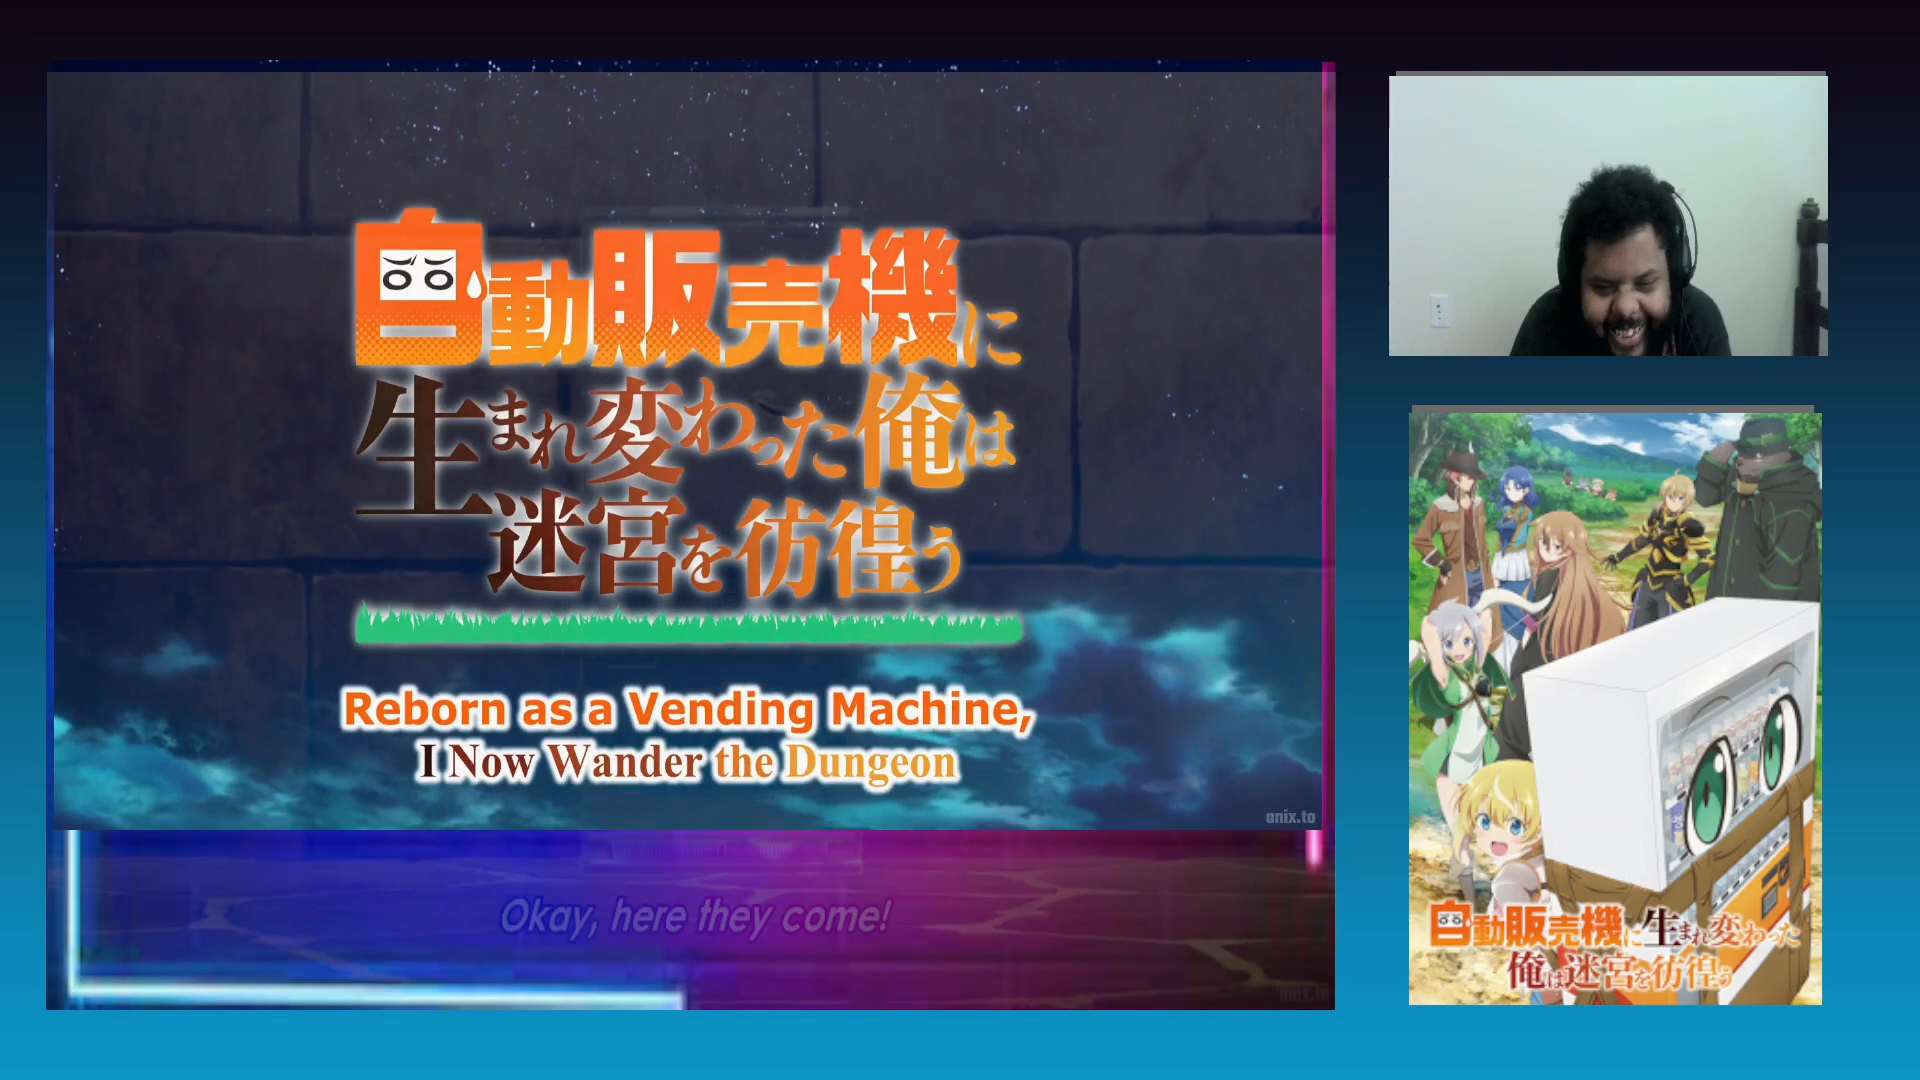 自動販売機に
生まれ変わった俺は
迷宮を彷徨う
Reborn as a Vending Machine,
I Now Wander the Dungeon
anix.to
Okay, here they come!
anix.to
自動販売機に生まれ変わった
俺は迷宮を彷徨う